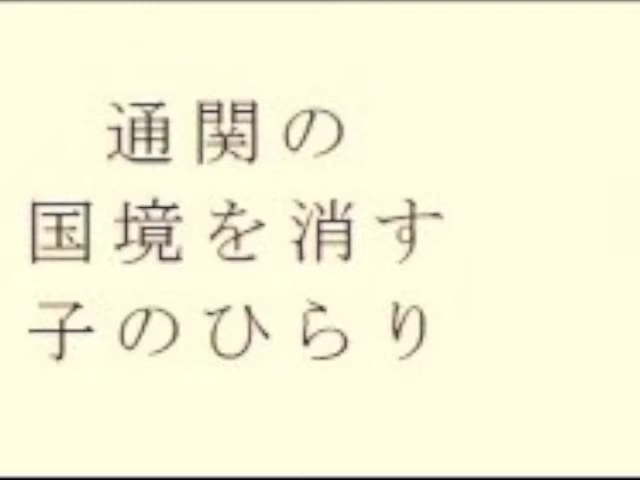 通関の
国境を消す
子のひらり